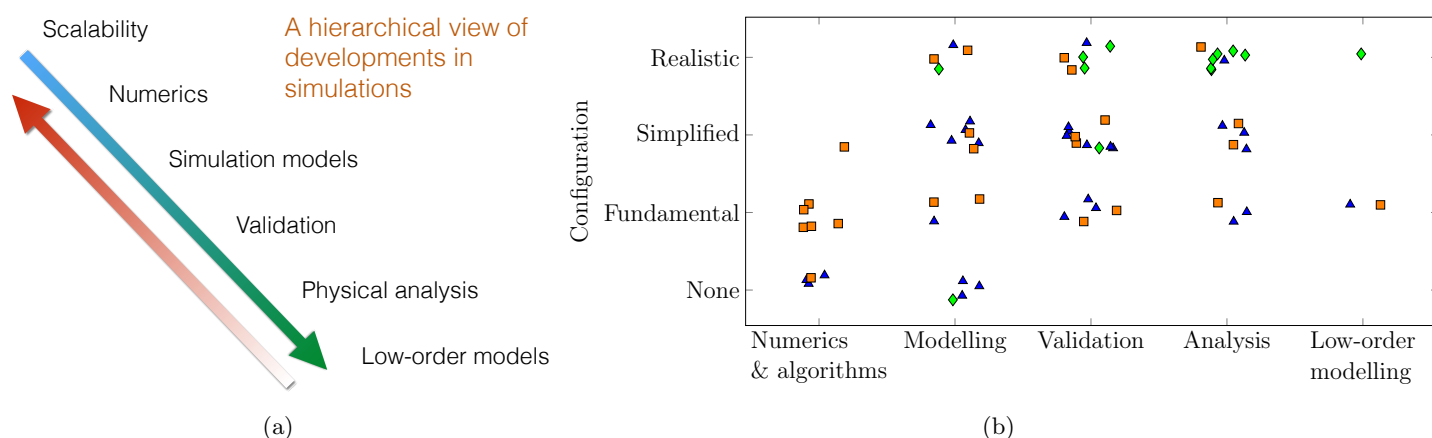 Scalability
A hierarchical view of
developments in
simulations
Numerics
Simulation models
Validation
Physical analysis
Low-order models
(a)
Configuration
Realistic
Simplified
Fundamental
None
Numerics
& algorithms
Modelling
Validation
Analysis
Low-order
modelling
(b)